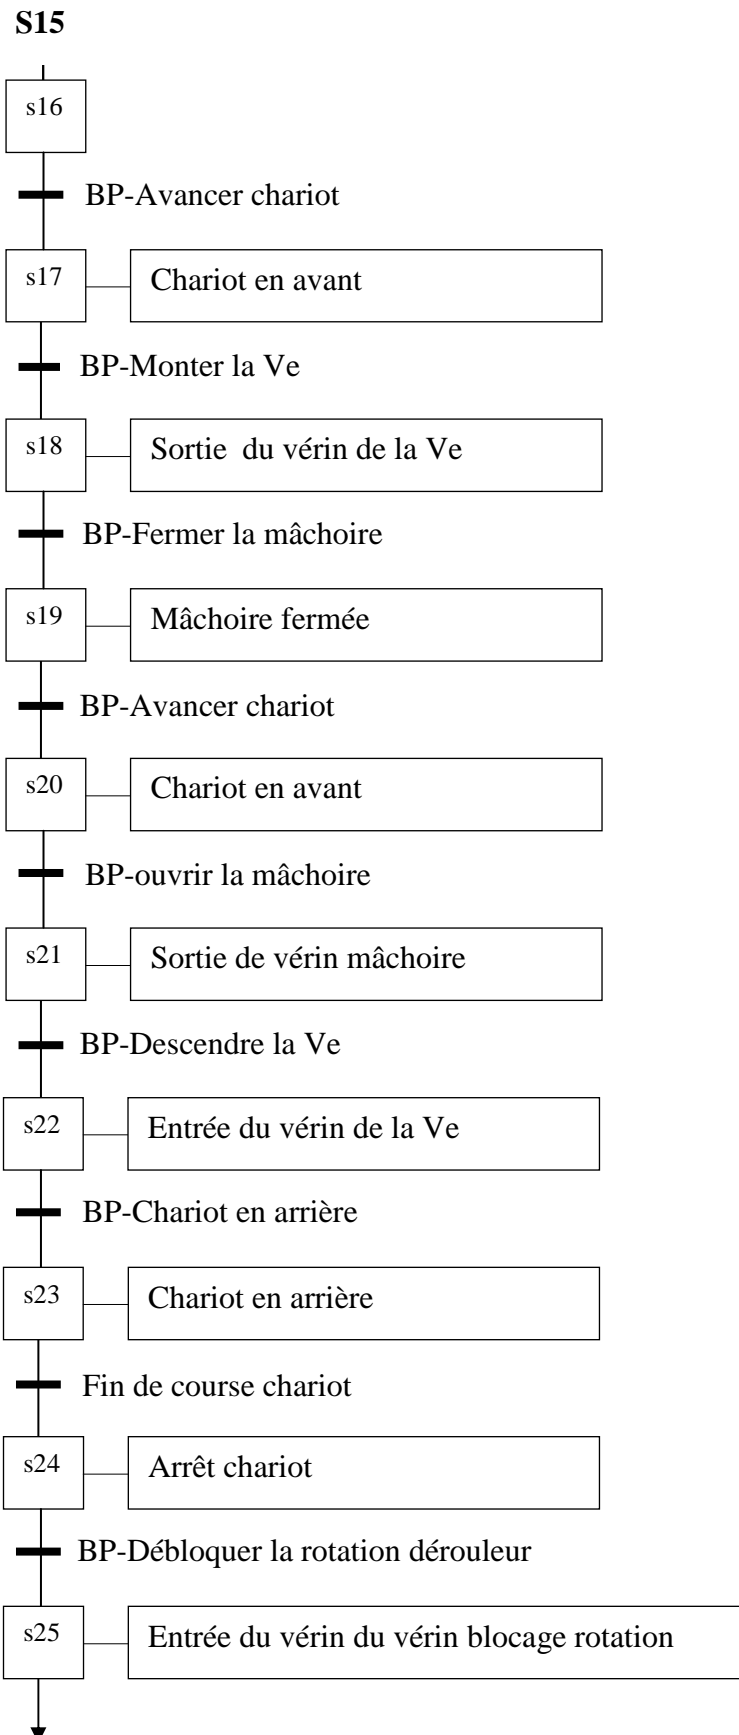 S15
s16
BP-Avancer chariot
s17 Chariot en avant
BP-Monter la Ve
s18 Sortie du vérin de la Ve
BP-Fermer la mâchoire
s19 Mâchoire fermée
BP-Avancer chariot
s20 Chariot en avant
BP-ouvrir la mâchoire
s21 Sortie de vérin mâchoire
BP-Descendre la Ve
s22 Entrée du vérin de la Ve
BP-Chariot en arrière
s23 Chariot en arrière
Fin de course chariot
s24 Arrêt chariot
BP-Débloquer la rotation dérouleur
s25 Entrée du vérin du vérin blocage rotation